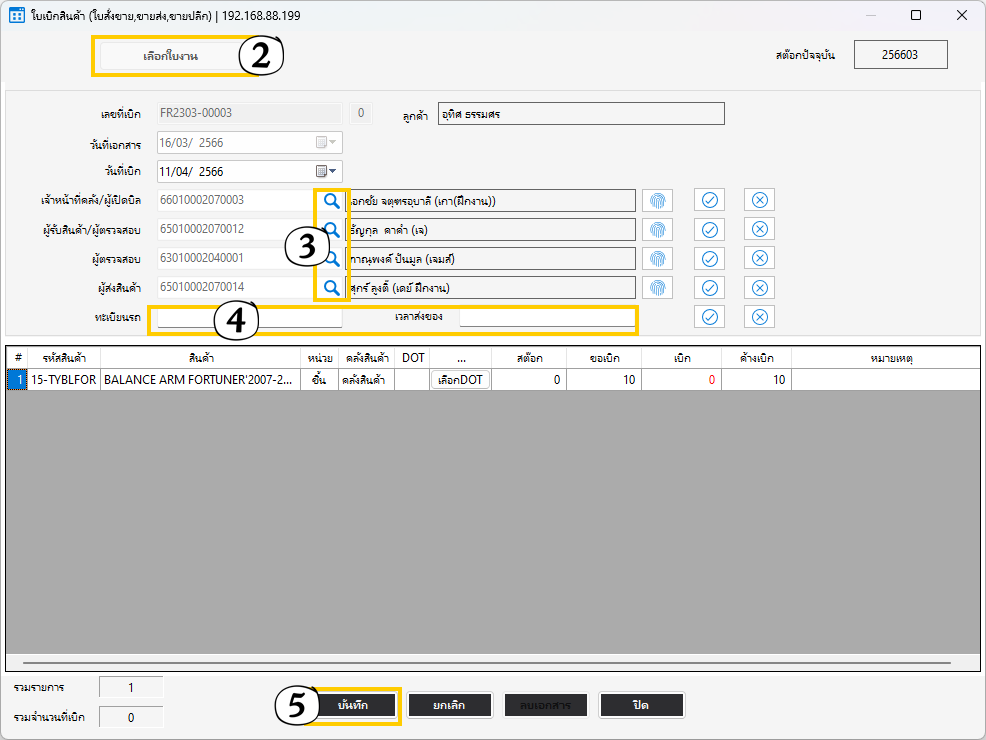 ใบเบิกสินค้า (ใบสั่งขาย,ขายส่ง,ขายปลีก) | 192.168.88.199
เลือกใบงาน 2 สต๊อกปัจจุบัน 256603
เลขที่เบิก FR2303-00003 0 ลูกค้า อุทิศ ธรรมศร
วันที่เอกสาร 16/03/ 2566
วันที่เบิก 11/04/ 2566
เจ้าหน้าที่คลัง/ผู้เปิดบิล 66010002070003 เอกชัย จตุฑรอุบาลี (เกา(ฝึกงาน))
ผู้รับสินค้า/ผู้ตรวจสอบ 65010002070012 ธัญกุล คาคำ (เจ)
3
ผู้ตรวจสอบ 63010002040001 ภาณุพงศ์ ปันมูล (เจมส์)
ผู้ส่งสินค้า 65010002070014 ศุกร์ ลุงติ๊ (เดย์ ฝึกงาน)
ทะเบียนรถ 4 เวลาส่งของ
# รหัสสินค้า สินค้า หน่วย คลังสินค้า DOT ... สต๊อก ขอเบิก เบิก ค้างเบิก หมายเหตุ
1 15-TYBLFOR BALANCE ARM FORTUNER'2007-2... ชิ้น คลังสินค้า เลือกDOT 0 10 0 10
รวมรายการ 1
รวมจำนวนที่เบิก 0
5 บันทึก ยกเลิก ลบเอกสาร ปิด